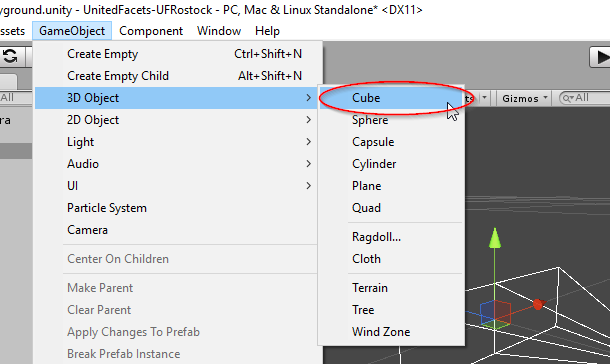 yground.unity - UnitedFacets-UFRostock - PC, Mac & Linux Standalone* <DX11>
ssets GameObject Component Window Help
Create Empty Ctrl+Shift+N
Create Empty Child Alt+Shift+N
All
3D Object > Cube
ts Gizmos All
ra
2D Object > Sphere
Light > Capsule
Audio > Cylinder
UI > Plane
Particle System Quad
Camera Ragdoll...
Center On Children Cloth
Make Parent Terrain
Clear Parent Tree
Apply Changes To Prefab Wind Zone
Break Prefab Instance